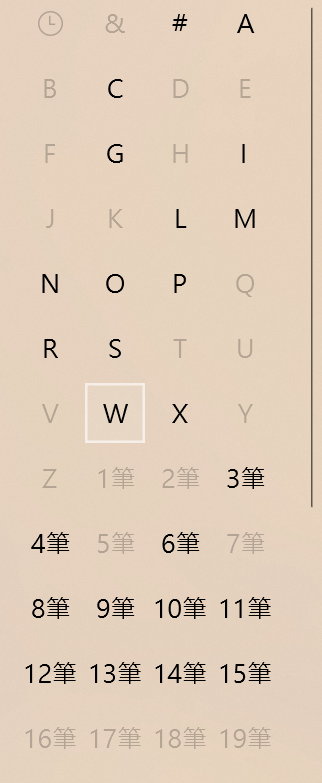 & # A
B C D E
F G H I
J K L M
N O P Q
R S T U
V W X Y
Z 1筆 2筆 3筆
4筆 5筆 6筆 7筆
8筆 9筆 10筆 11筆
12筆 13筆 14筆 15筆
16筆 17筆 18筆 19筆